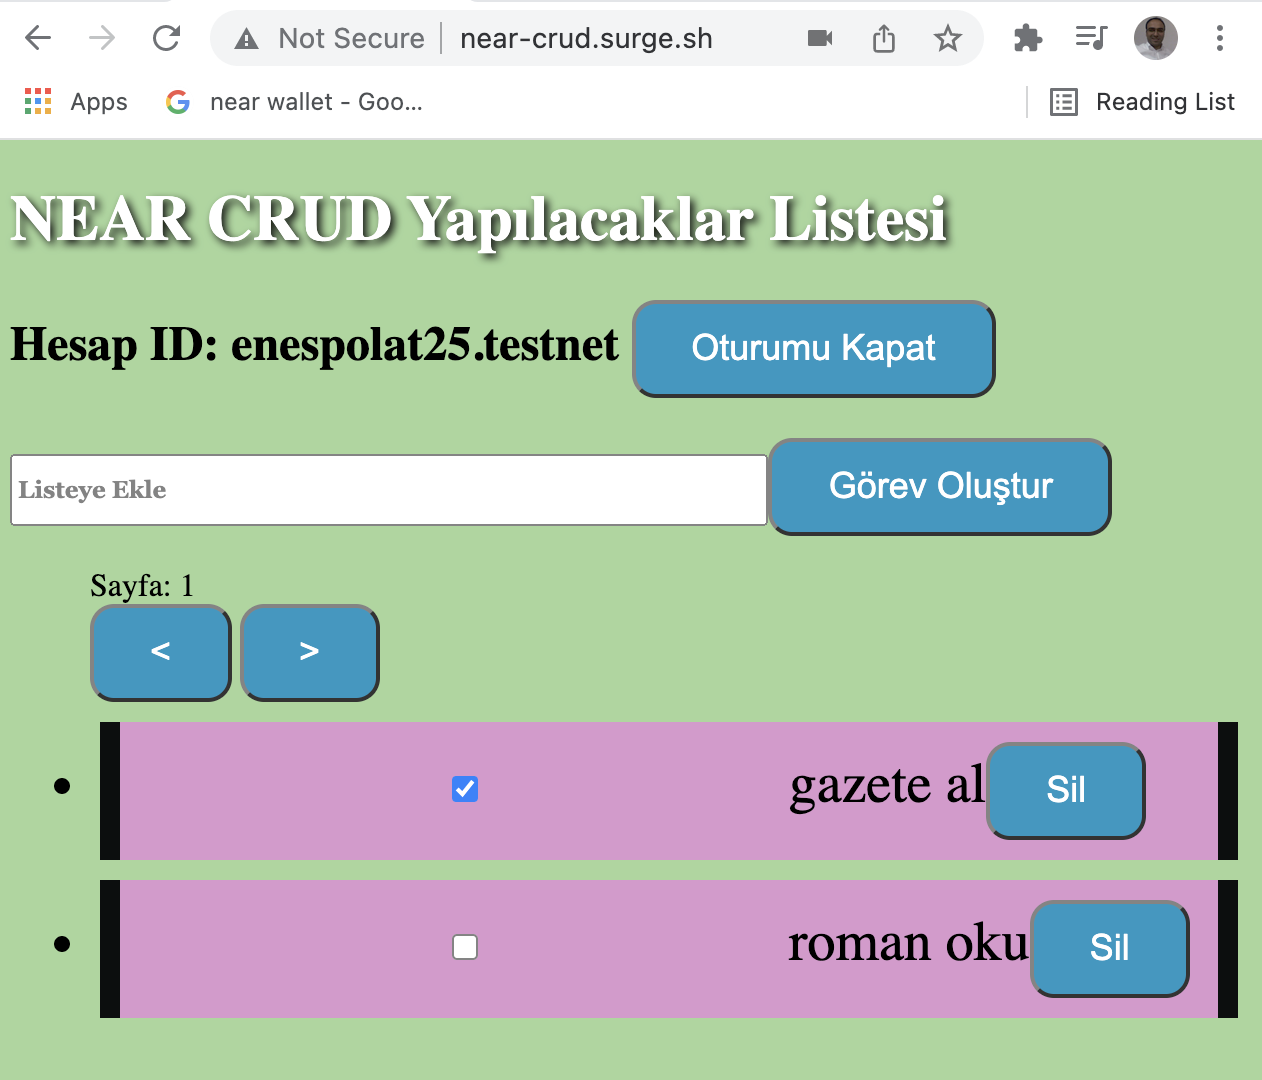 Not Secure near-crud.surge.sh
Apps near wallet - Goo... Reading List
NEAR CRUD Yapılacaklar Listesi
Hesap ID: enespolat25.testnet Oturumu Kapat
Listeye Ekle Görev Oluştur
Sayfa: 1
< >
gazete al Sil
roman oku Sil